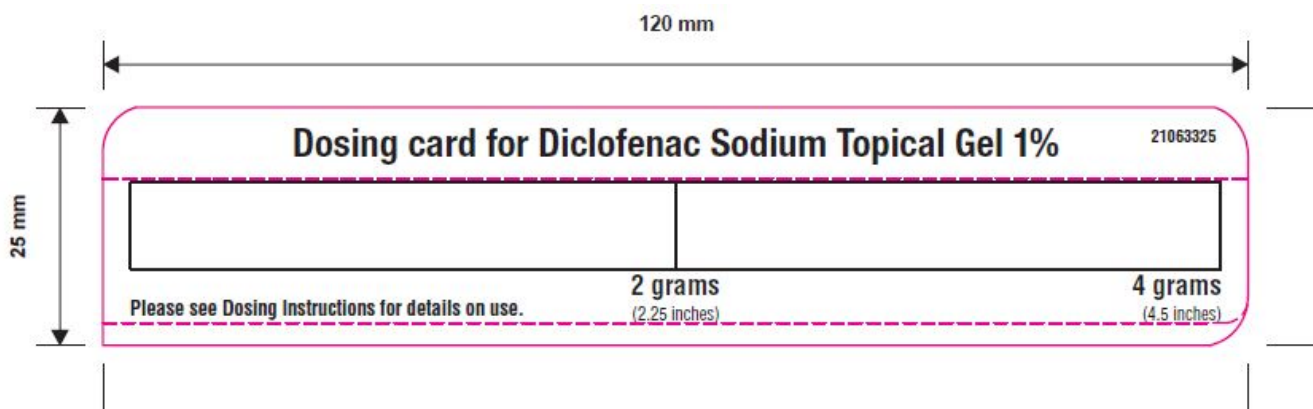 120 mm
25 mm
Dosing card for Diclofenac Sodium Topical Gel 1%
21063325
2 grams
4 grams
Please see Dosing Instructions for details on use.
(2.25 inches)
(4.5 inches)